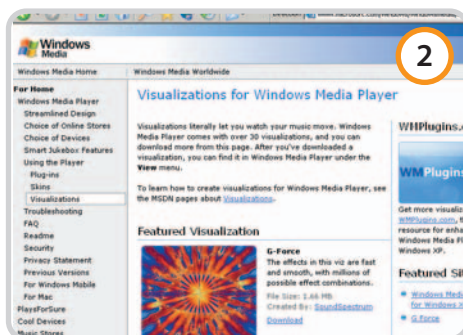 Windows
Media
2
Windows Media Home
Windows Media Worldwide
For Home
Windows Media Player
Streamlined Design
Choice of Online Stores
Choice of Devices
Smart Jukebox Features
Using the Player
Plug-ins
Skins
Visualizations
Troubleshooting
FAQ
Readme
Security
Privacy Statement
Previous Versions
For Windows Mobile
For Mac
PlaysForSure
Cool Devices
Music Stores
Visualizations for Windows Media Player
Visualizations literally let you watch your music move. Windows
Media Player comes with over 20 visualizations, and you can
download more from this page. After you've downloaded a
visualization, you can find it in Windows Media Player under the
View menu.
To learn how to create visualizations for Windows Media Player, see
the MSDN pages about Visualizations.
Featured Visualization
G-Force
The effects in this viz are fast
and smooth, with millions of
possible effect combinations.
File Size: 1.66 MB
Created By: SoundSpectrum
Download
WMPlugins.c
WMPlugins
Get more visualiz
WMPlugins.com, t
resource for enha
Windows Media Pl
Windows XP.
Featured Si
Windows Media
for Windows X
G-Force